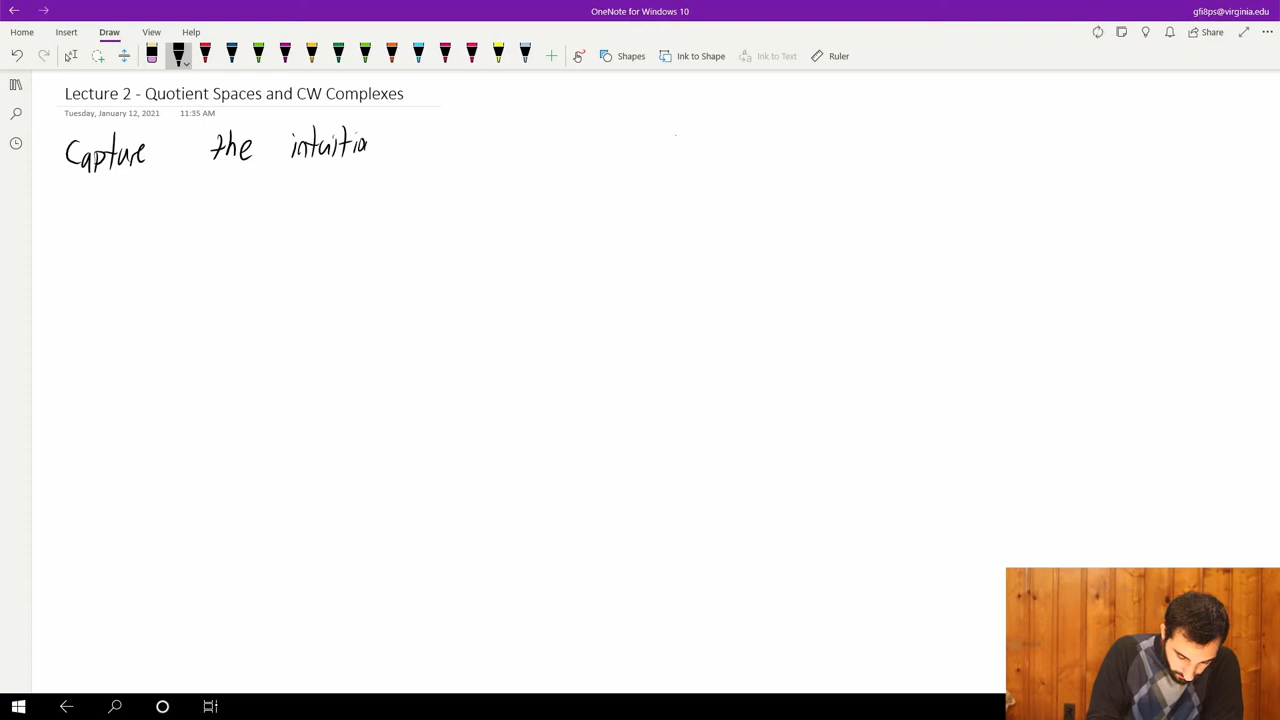 OneNote for Windows 10
gfi8ps@virginia.edu
Home Insert Draw View Help
Share
Shapes Ink to Shape Ink to Text Ruler
Lecture 2 - Quotient Spaces and CW Complexes
Tuesday, January 12, 2021 11:35 AM
Capture the intuitio